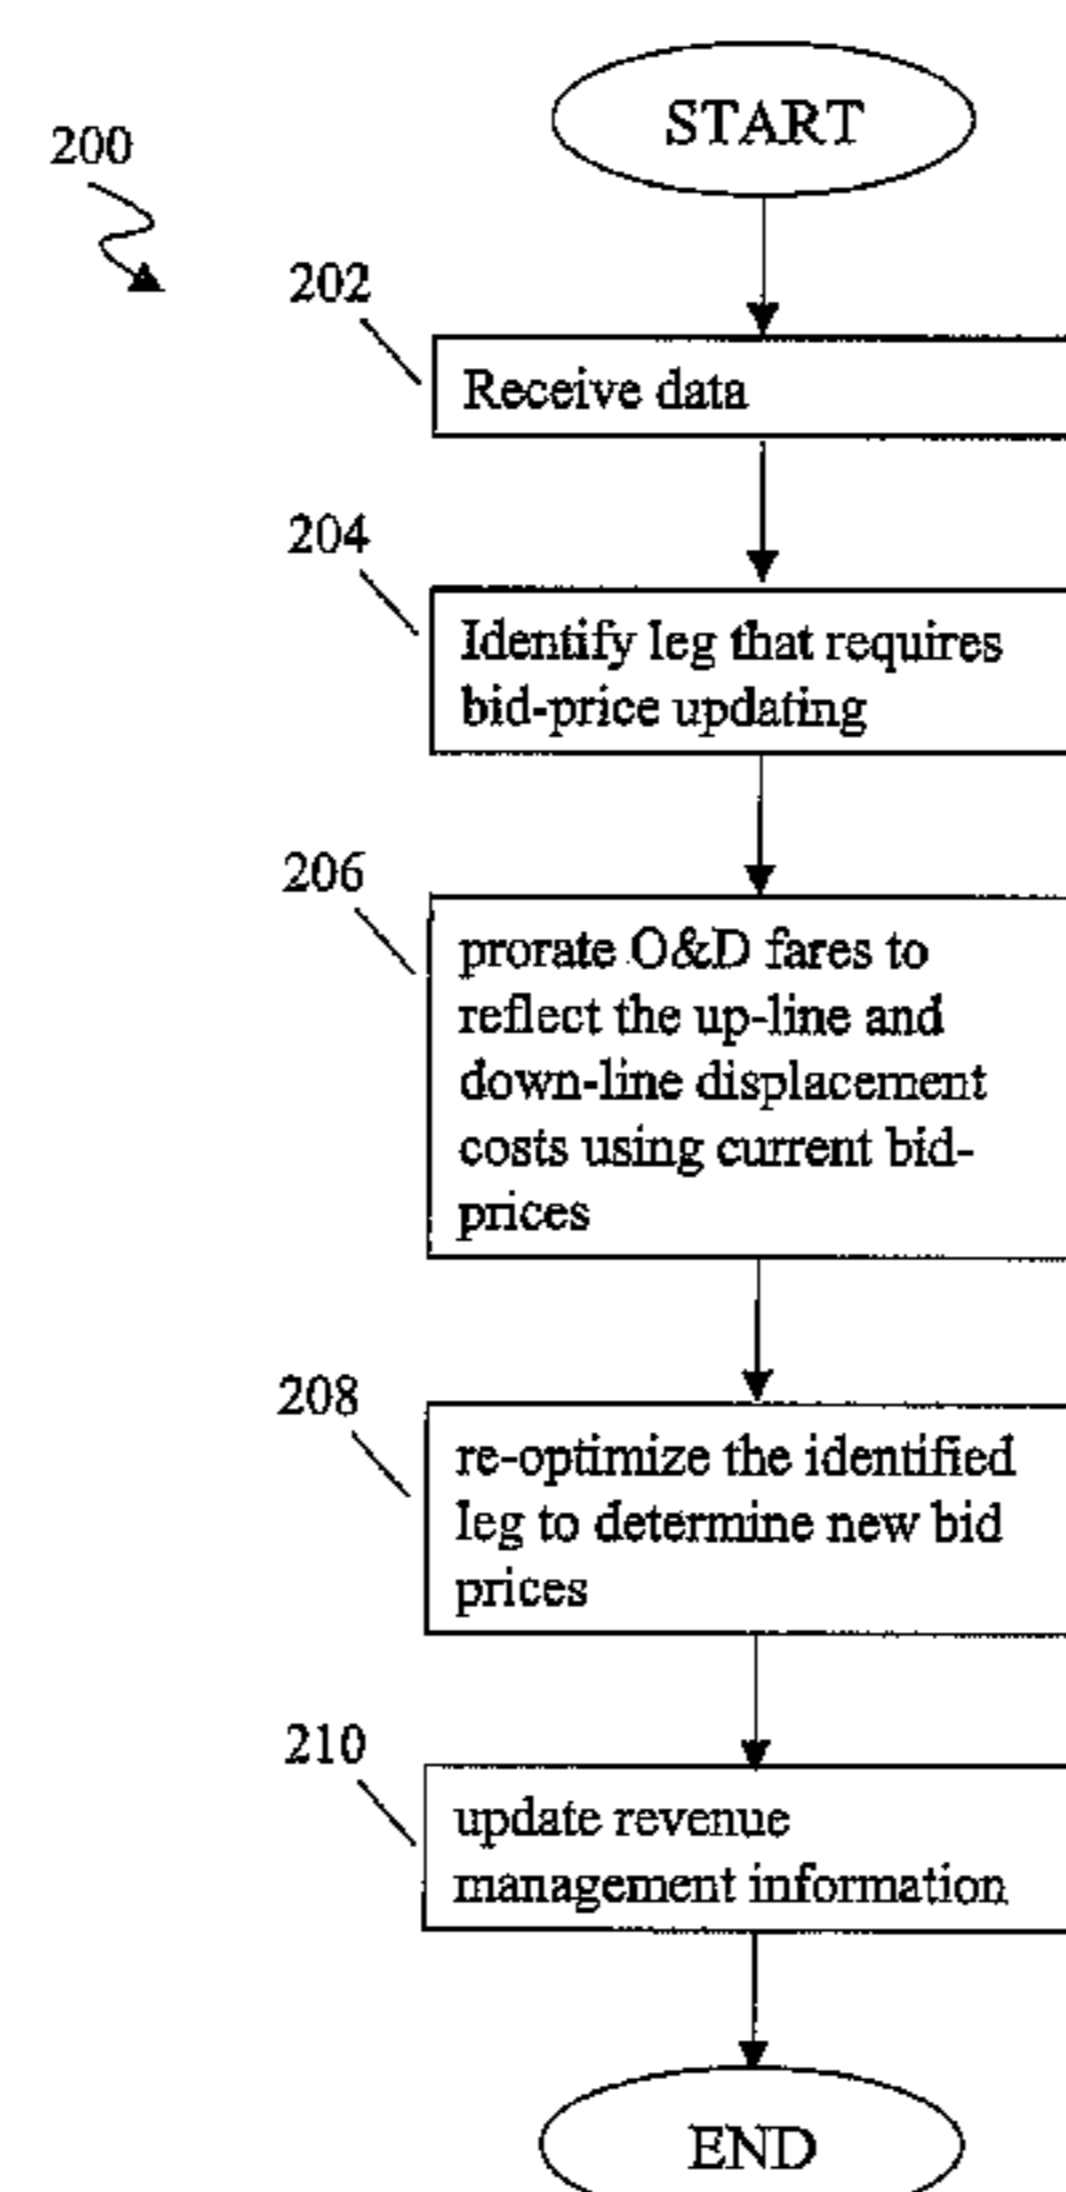 START
200
202
Receive data
204
Identify leg that requires
bid-price updating
206
prorate O&D fares to
reflect the up-line and
down-line displacement
costs using current bid-
prices
208
re-optimize the identified
leg to determine new bid
prices
210
update revenue
management information
END